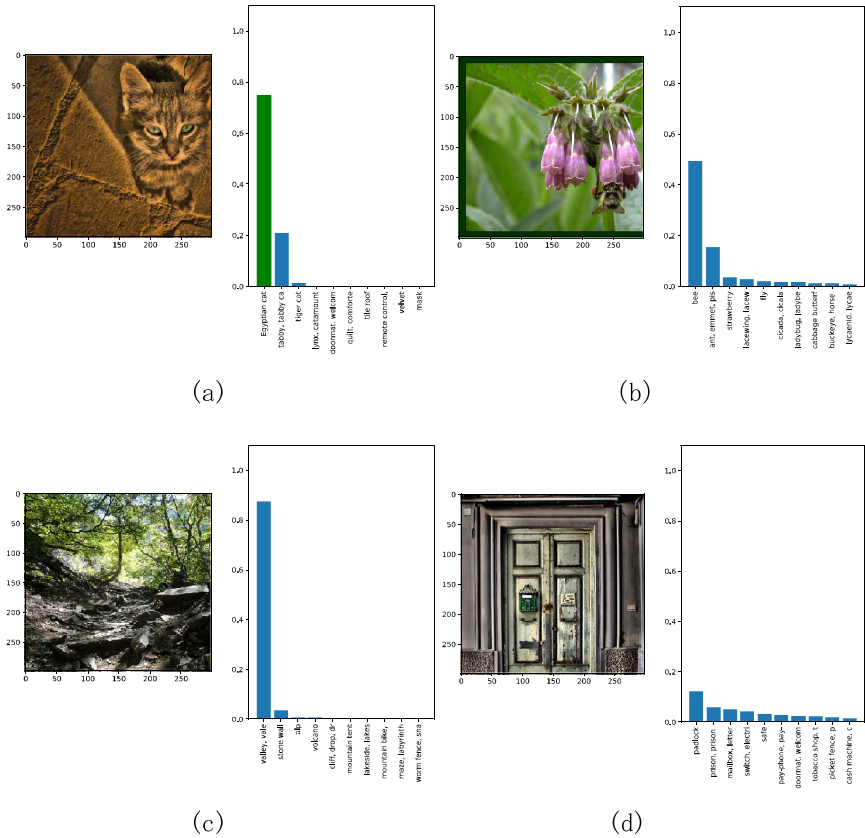 1.0
0.8
0.6
0.4
0.2
0.0
0
50
100
150
200
250
0 50 100 150 200 250
Egyptian cat
tabby, tabby ca
tiger cat
lynx, catamount
doormat, welcom
quilt, comforte
tile roof
remote control,
velvet
mask
(a)
1.0
0.8
0.6
0.4
0.2
0.0
0
50
100
150
200
250
0 50 100 150 200 250
bee
ant, emmet, pis
strawberry
lacewing, lacew
fly
cicada, cicala
ladybug, ladybe
cabbage butterf
buckeye, horse
lycaenid, lycae
(b)
1.0
0.8
0.6
0.4
0.2
0.0
0
50
100
150
200
250
0 50 100 150 200 250
valley, vale
stone wall
alp
volcano
cliff, drop, dr
mountain tent
lakeside, lakes
mountain bike,
maze, labyrinth
worm fence, sna
(c)
1.0
0.8
0.6
0.4
0.2
0.0
0
50
100
150
200
250
0 50 100 150 200 250
padlock
prison, prison
mailbox, letter
switch, electri
safe
pay-phone, pay-
doormat, welcom
tobacco shop, t
picket fence, p
cash machine, c
(d)